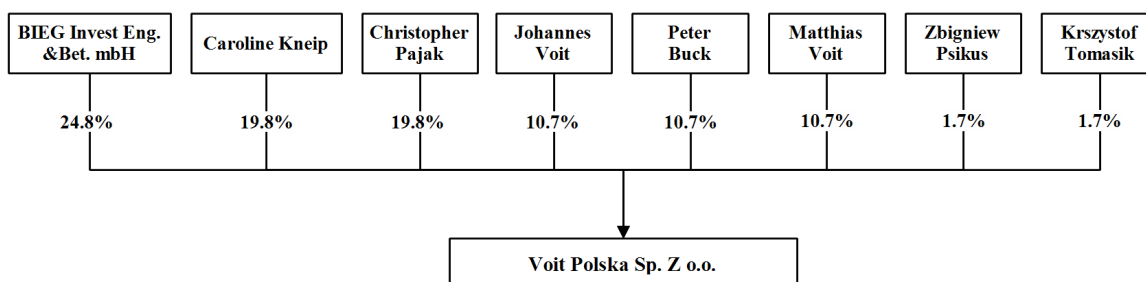 BIEG Invest Eng.
&Bet. mbH
Caroline Kneip
Christopher
Pajak
Johannes
Voit
Peter
Buck
Matthias
Voit
Zbigniew
Psikus
Krszystof
Tomasik
24.8%
19.8%
19.8%
10.7%
10.7%
10.7%
1.7%
1.7%
Voit Polska Sp. Z o.o.